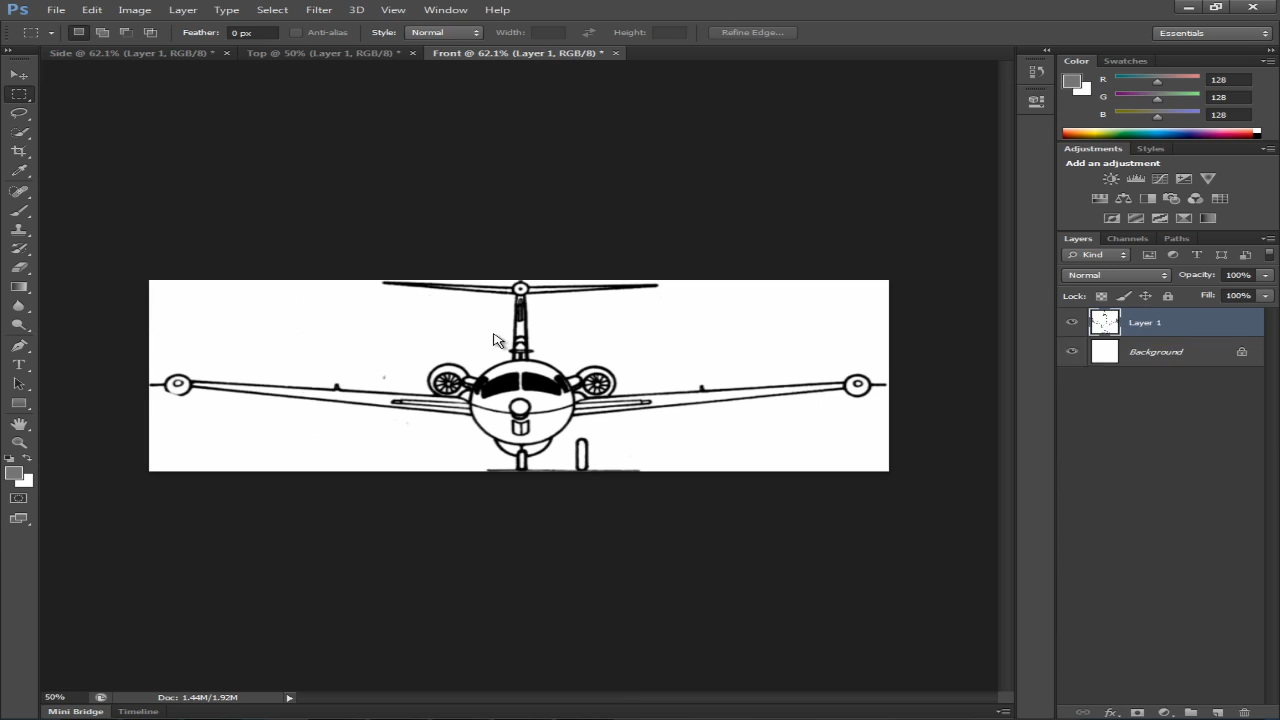 Ps File Edit Image Layer Type Select Filter 3D View Window Help
Feather: 0 px Anti-alias Style: Normal Width: Height: Refine Edge... Essentials
Side @ 62.1% (Layer 1, RGB/8) * × Top @ 50% (Layer 1, RGB/8) * × Front @ 62.1% (Layer 1, RGB/8) * ×
Color Swatches
R 128
G 128
B 128
Adjustments Styles
Add an adjustment
Layers Channels Paths
Kind
Normal Opacity: 100%
Lock: Fill: 100%
Layer 1
Background
50% Doc: 1.44M/1.92M
Mini Bridge Timeline